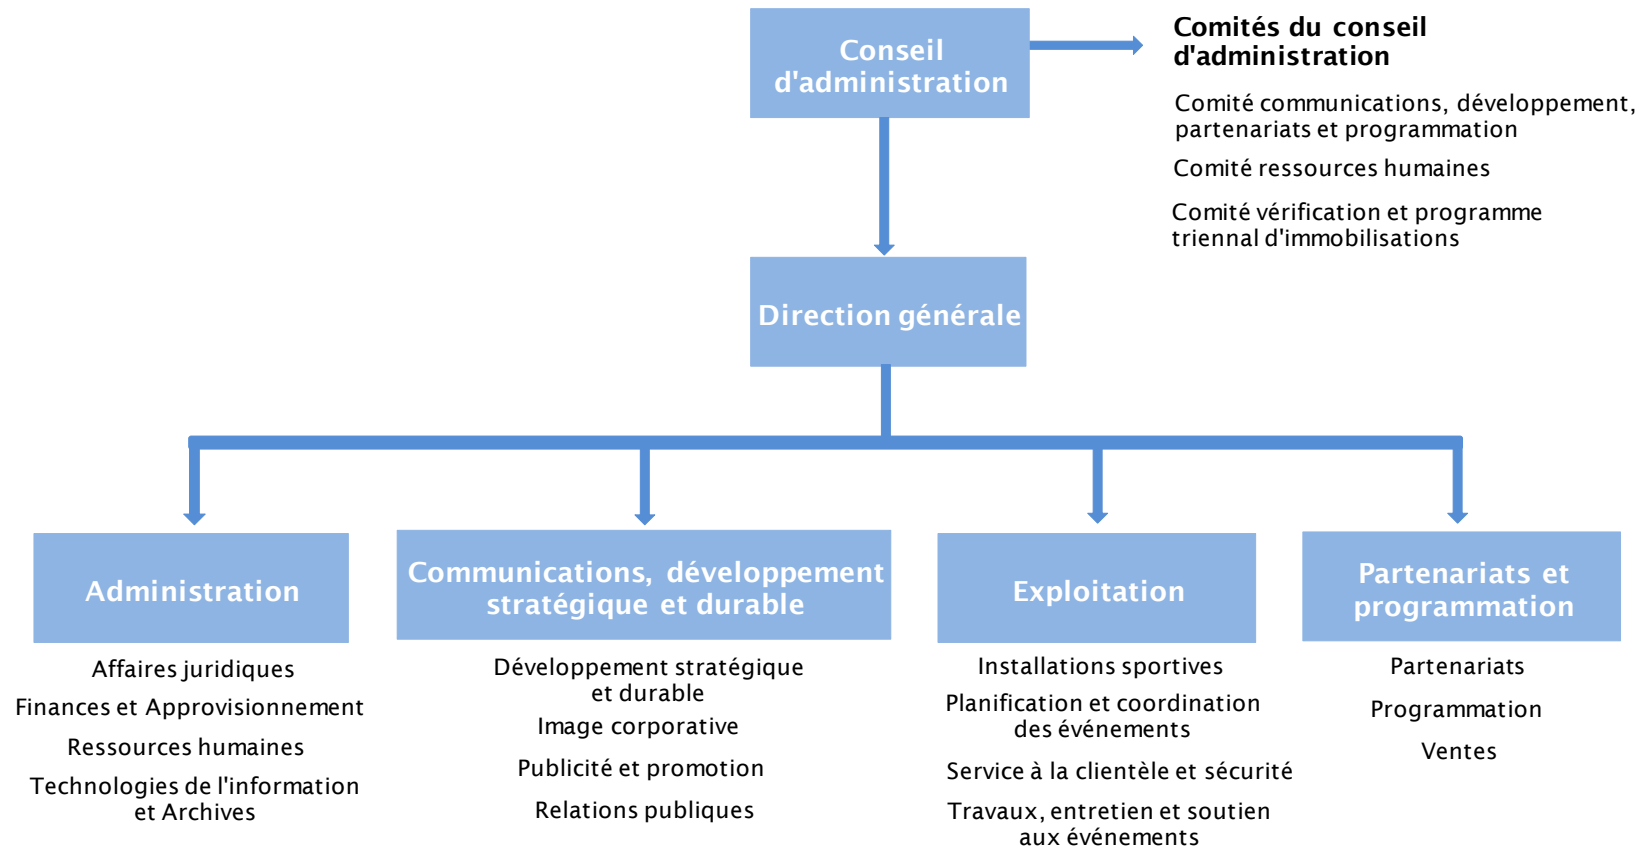 Conseil
d'administration
Comités du conseil
d'administration
Comité communications, développement,
partenariats et programmation
Comité ressources humaines
Comité vérification et programme
triennal d'immobilisations
Direction générale
Administration
Affaires juridiques
Finances et Approvisionnement
Ressources humaines
Technologies de l'information
et Archives
Communications, développement
stratégique et durable
Développement stratégique
et durable
Image corporative
Publicité et promotion
Relations publiques
Exploitation
Installations sportives
Planification et coordination
des événements
Service à la clientèle et sécurité
Travaux, entretien et soutien
aux événements
Partenariats et
programmation
Partenariats
Programmation
Ventes